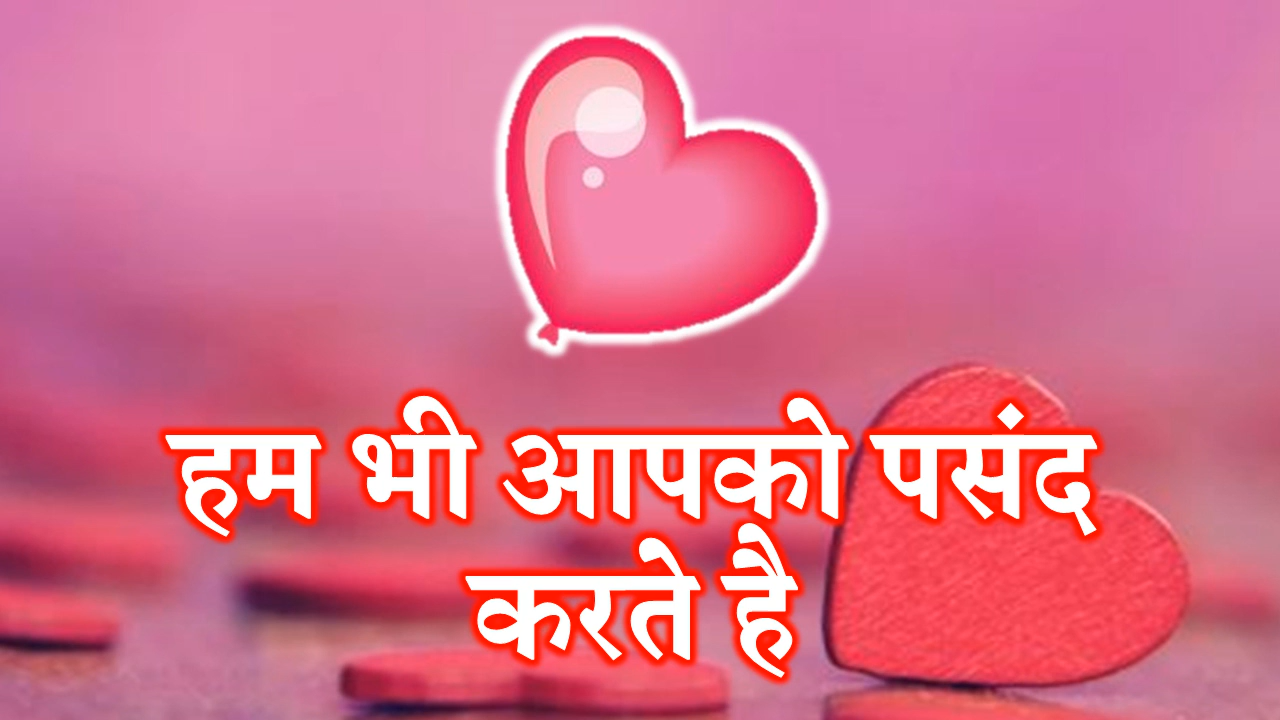 हम भी आपको पसंद
करते है